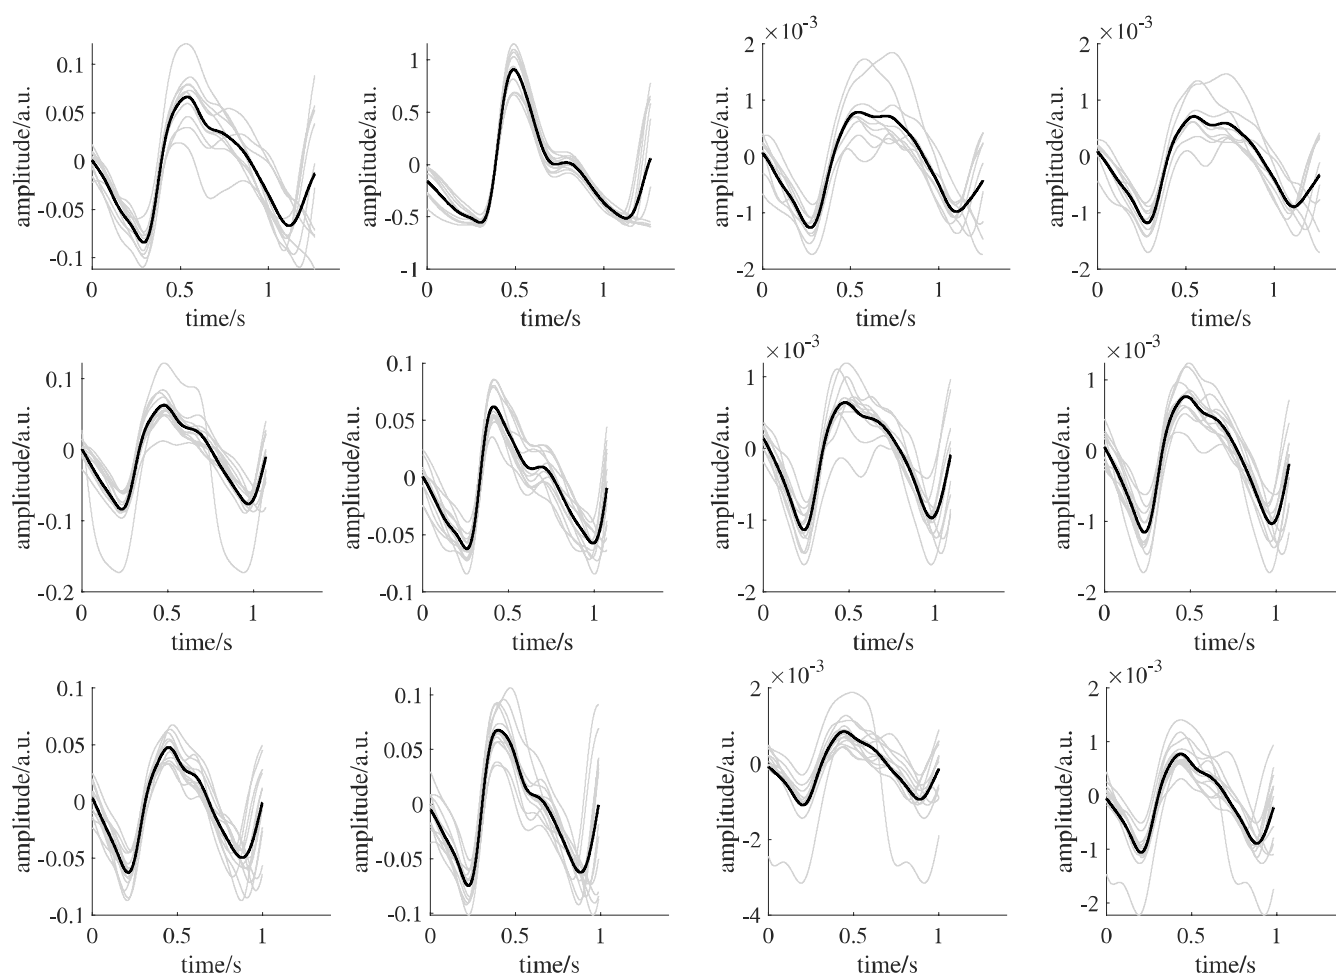 ×10⁻³ ×10⁻³
0.1 0.05 0 -0.05 -0.1 amplitude/a.u. 0 0.5 1 time/s
1 0.5 0 -0.5 -1 amplitude/a.u. 0 0.5 1 time/s
2 1 0 -1 -2 amplitude/a.u. 0 0.5 1 time/s
2 1 0 -1 -2 amplitude/a.u. 0 0.5 1 time/s
×10⁻³ ×10⁻³
0.1 0 -0.1 -0.2 amplitude/a.u. 0 0.5 1 time/s
0.1 0.05 0 -0.05 -0.1 amplitude/a.u. 0 0.5 1 time/s
1 0 -1 -2 amplitude/a.u. 0 0.5 1 time/s
1 0 -1 -2 amplitude/a.u. 0 0.5 1 time/s
×10⁻³ ×10⁻³
0.1 0.05 0 -0.05 -0.1 amplitude/a.u. 0 0.5 1 time/s
0.1 0.05 0 -0.05 -0.1 amplitude/a.u. 0 0.5 1 time/s
2 0 -2 -4 amplitude/a.u. 0 0.5 1 time/s
2 1 0 -1 -2 amplitude/a.u. 0 0.5 1 time/s